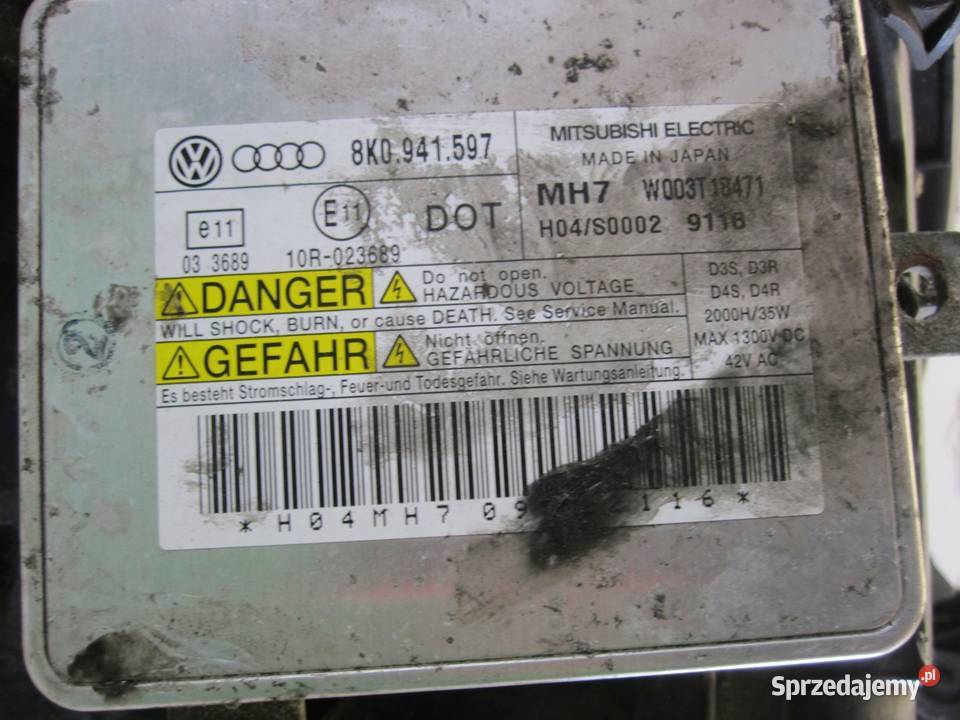 8K0.941.597
MITSUBISHI ELECTRIC
MADE IN JAPAN
MH7 W003T18471
H04/S0002 9116
e11
03 3689
E11
10R-023689
DOT
DANGER
Do not open.
HAZARDOUS VOLTAGE
WILL SHOCK, BURN, or cause DEATH. See Service Manual.
GEFAHR
Nicht öffnen.
GEFÄHRLICHE SPANNUNG
Es besteht Stromschlag-, Feuer-und Todesgefahr. Siehe Wartungsanleitung.
D3S, D3R
D4S, D4R
2000H/35W
MAX 1300V DC
42V AC
*H04MH7 116*
2
Sprzedajemy.pl